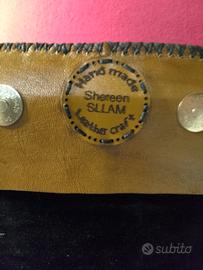 Hand made
Shereen
SLLAM
Leather craft
subito